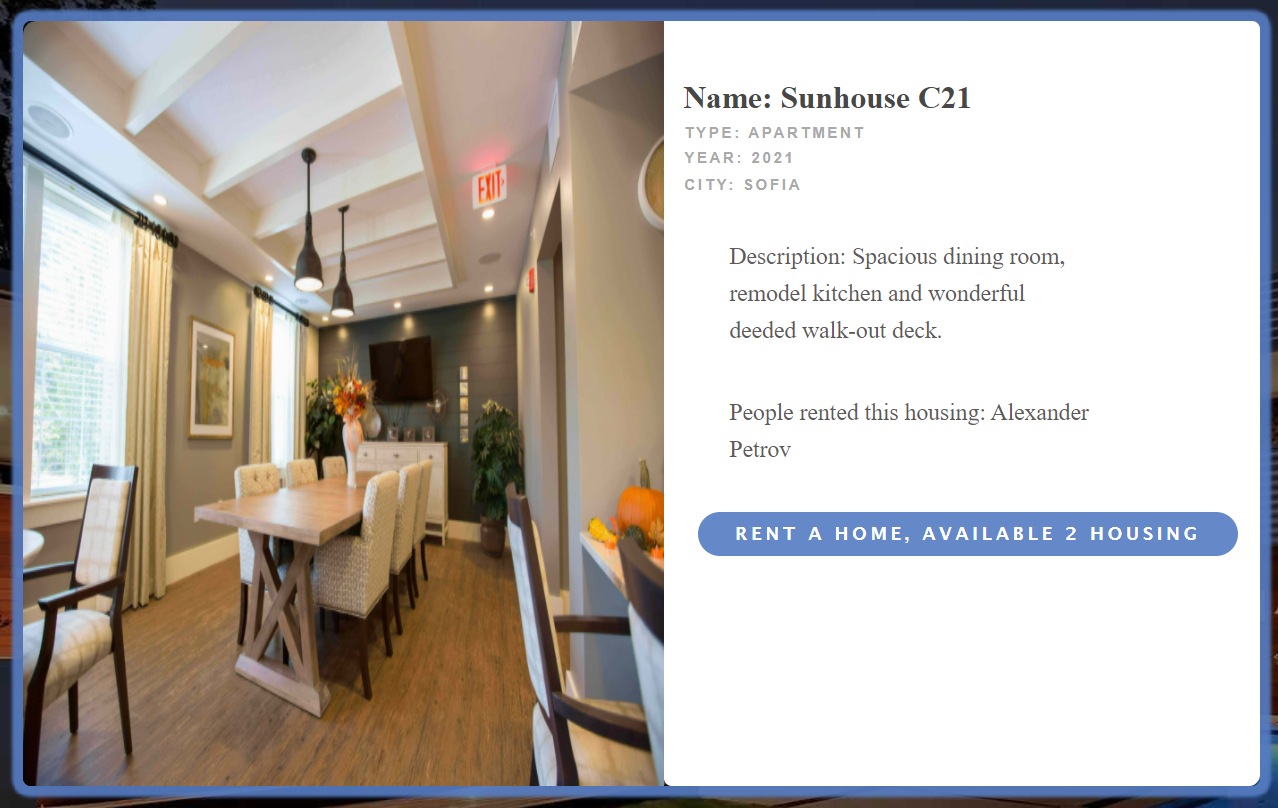 EXIT
Name: Sunhouse C21
TYPE: APARTMENT
YEAR: 2021
CITY: SOFIA
Description: Spacious dining room,
remodel kitchen and wonderful
deeded walk-out deck.
People rented this housing: Alexander
Petrov
RENT A HOME, AVAILABLE 2 HOUSING